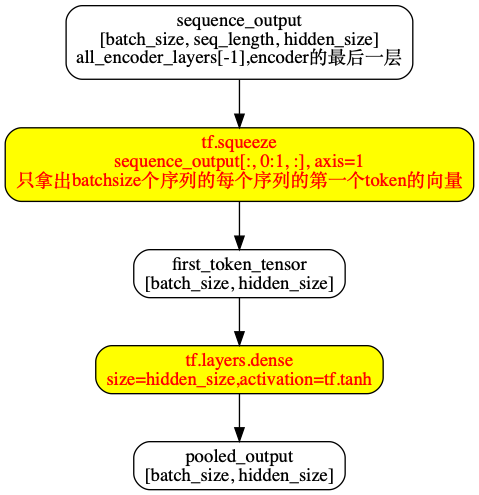 sequence_output
[batch_size, seq_length, hidden_size]
all_encoder_layers[-1],encoder的最后一层
tf.squeeze
sequence_output[:, 0:1, :], axis=1
只拿出batchsize个序列的每个序列的第一个token的向量
first_token_tensor
[batch_size, hidden_size]
tf.layers.dense
size=hidden_size,activation=tf.tanh
pooled_output
[batch_size, hidden_size]